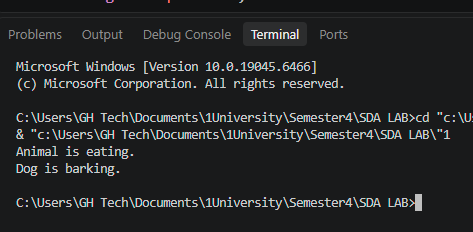 Problems Output Debug Console Terminal Ports
Microsoft Windows [Version 10.0.19045.6466]
(c) Microsoft Corporation. All rights reserved.
C:\Users\GH Tech\Documents\1University\Semester4\SDA LAB>cd "c:\U
& "c:\Users\GH Tech\Documents\1University\Semester4\SDA LAB\"1
Animal is eating.
Dog is barking.
C:\Users\GH Tech\Documents\1University\Semester4\SDA LAB>